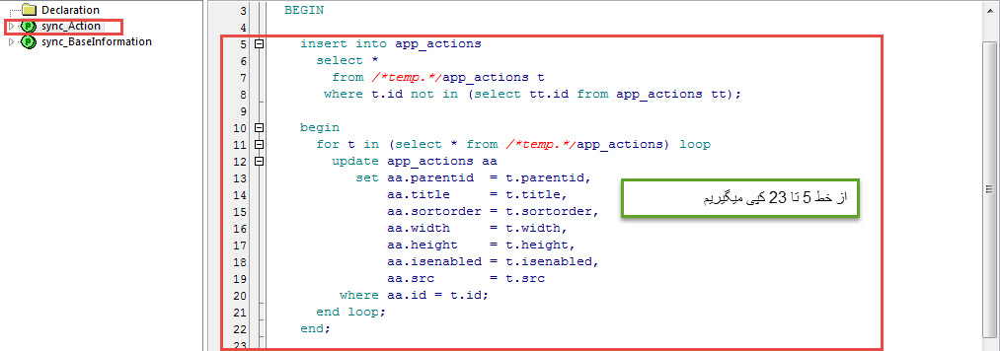 Declaration
sync_Action
sync_BaseInformation
3 BEGIN
4
5 insert into app_actions
6 select *
7 from /*temp.*/app_actions t
8 where t.id not in (select tt.id from app_actions tt);
9
10 begin
11 for t in (select * from /*temp.*/app_actions) loop
12 update app_actions aa
13 set aa.parentid = t.parentid,
14 aa.title = t.title,
15 aa.sortorder = t.sortorder,
16 aa.width = t.width,
17 aa.height = t.height,
18 aa.isenabled = t.isenabled,
19 aa.src = t.src
20 where aa.id = t.id;
21 end loop;
22 end;
23
از خط 5 تا 23 کپی میگیریم